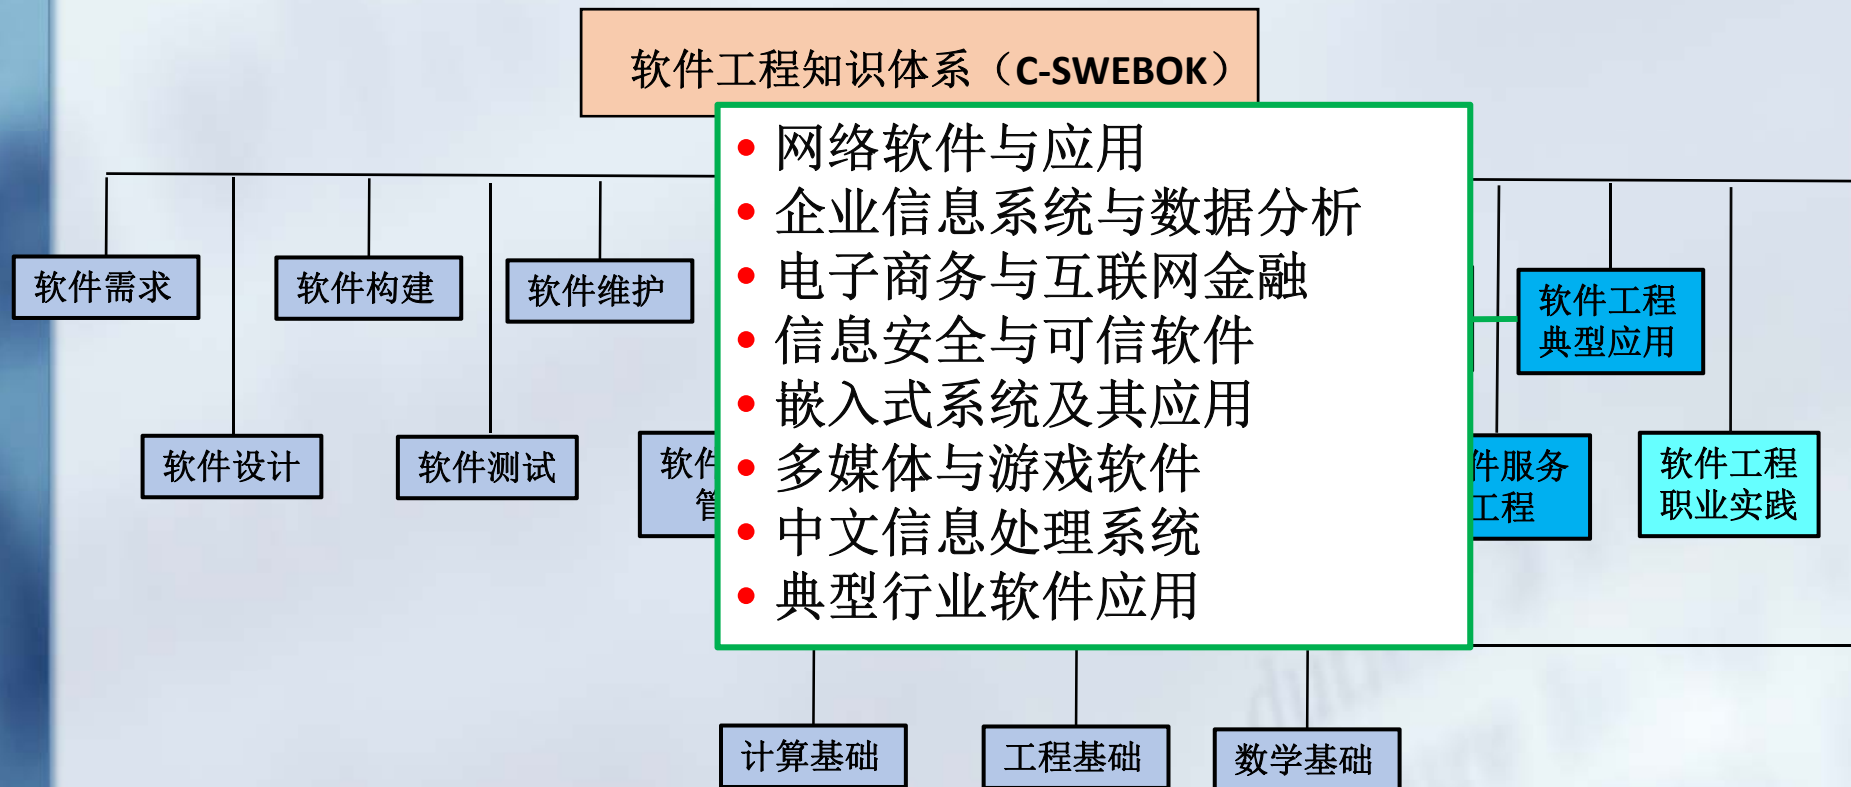 软件工程知识体系（C-SWEBOK）
网络软件与应用
企业信息系统与数据分析
电子商务与互联网金融
信息安全与可信软件
嵌入式系统及其应用
多媒体与游戏软件
中文信息处理系统
典型行业软件应用
软件需求
软件构建
软件维护
软件工程
典型应用
软件设计
软件测试
软件
件服务
工程
软件工程
职业实践
计算基础
工程基础
数学基础